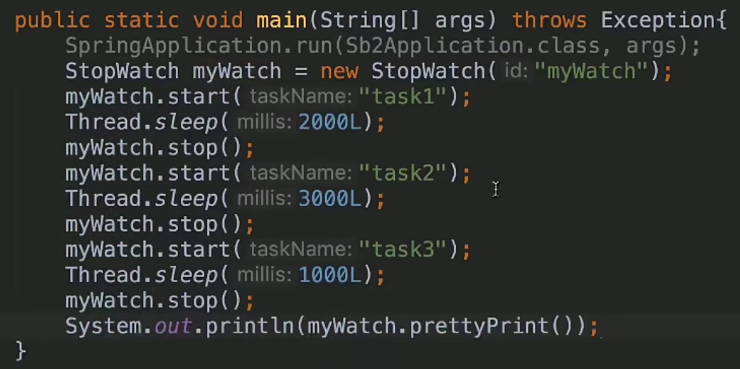 public static void main(String[] args) throws Exception{
    SpringApplication.run(Sb2Application.class, args);
    StopWatch myWatch = new StopWatch( id: "myWatch");
    myWatch.start( taskName: "task1");
    Thread.sleep( millis: 2000L);
    myWatch.stop();
    myWatch.start( taskName: "task2");
    Thread.sleep( millis: 3000L);
    myWatch.stop();
    myWatch.start( taskName: "task3");
    Thread.sleep( millis: 1000L);
    myWatch.stop();
    System.out.println(myWatch.prettyPrint());
}